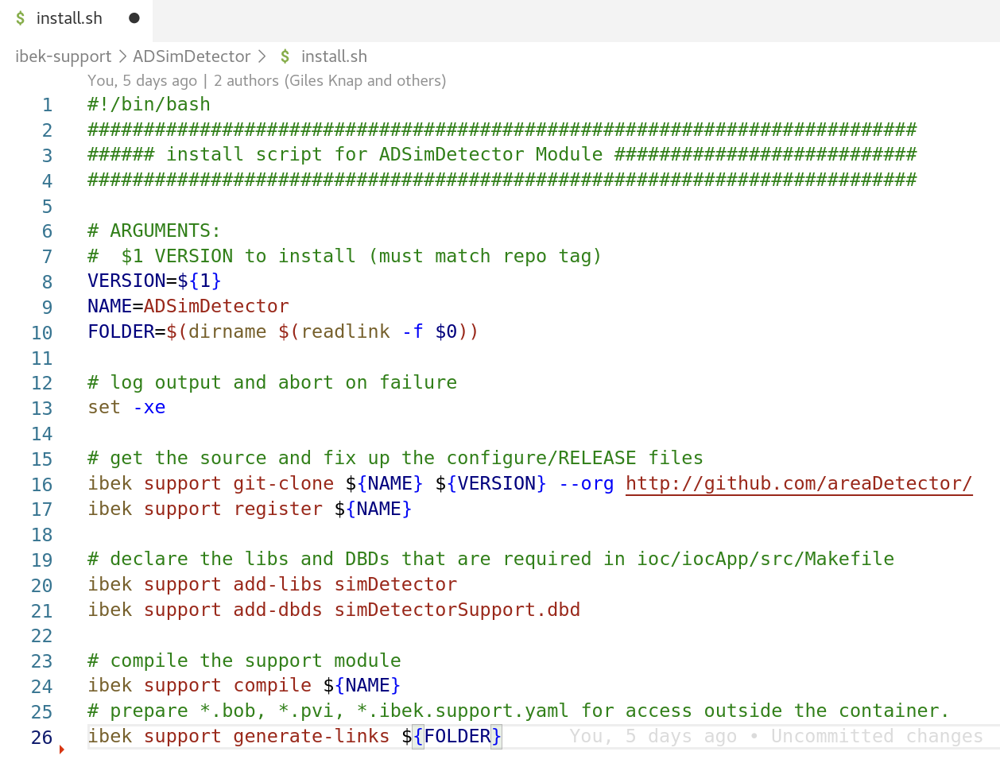 $ install.sh ●
ibek-support > ADSimDetector > $ install.sh
You, 5 days ago | 2 authors (Giles Knap and others)
1 #!/bin/bash
2 ##########################################################################
3 ###### install script for ADSimDetector Module ###########################
4 ##########################################################################
5
6 # ARGUMENTS:
7 #  $1 VERSION to install (must match repo tag)
8 VERSION=${1}
9 NAME=ADSimDetector
10 FOLDER=$(dirname $(readlink -f $0))
11
12 # log output and abort on failure
13 set -xe
14
15 # get the source and fix up the configure/RELEASE files
16 ibek support git-clone ${NAME} ${VERSION} --org http://github.com/areaDetector/
17 ibek support register ${NAME}
18
19 # declare the libs and DBDs that are required in ioc/iocApp/src/Makefile
20 ibek support add-libs simDetector
21 ibek support add-dbds simDetectorSupport.dbd
22
23 # compile the support module
24 ibek support compile ${NAME}
25 # prepare *.bob, *.pvi, *.ibek.support.yaml for access outside the container.
26 ibek support generate-links ${FOLDER} You, 5 days ago • Uncommitted changes